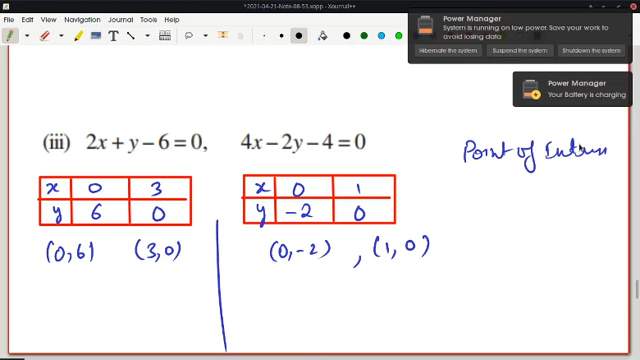 *2021-04-21-Note-08-53.xopp - Xournal++
View Navigation Journal Tools Help
Power Manager
System is running on low power. Save your work to
avoid losing data
Hibernate the system Suspend the system Shutdown the system
Power Manager
Your Battery is charging
(iii) 2x + y – 6 = 0, 4x – 2y – 4 = 0
Point of
x 0 3
y 6 0
x 0 1
y -2 0
(0,6) (3,0)
(0,-2) , (1,0)